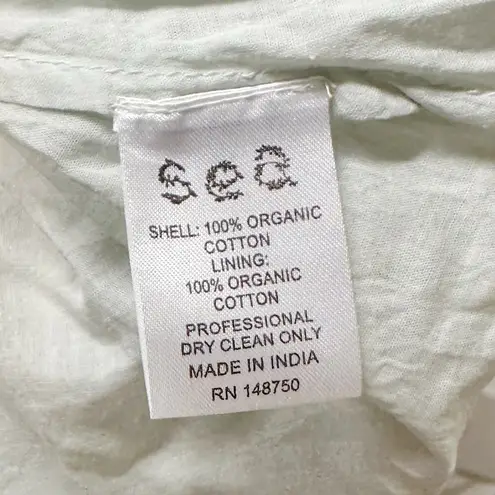 sea
SHELL: 100% ORGANIC
COTTON
LINING:
100% ORGANIC
COTTON
PROFESSIONAL
DRY CLEAN ONLY
MADE IN INDIA
RN 148750